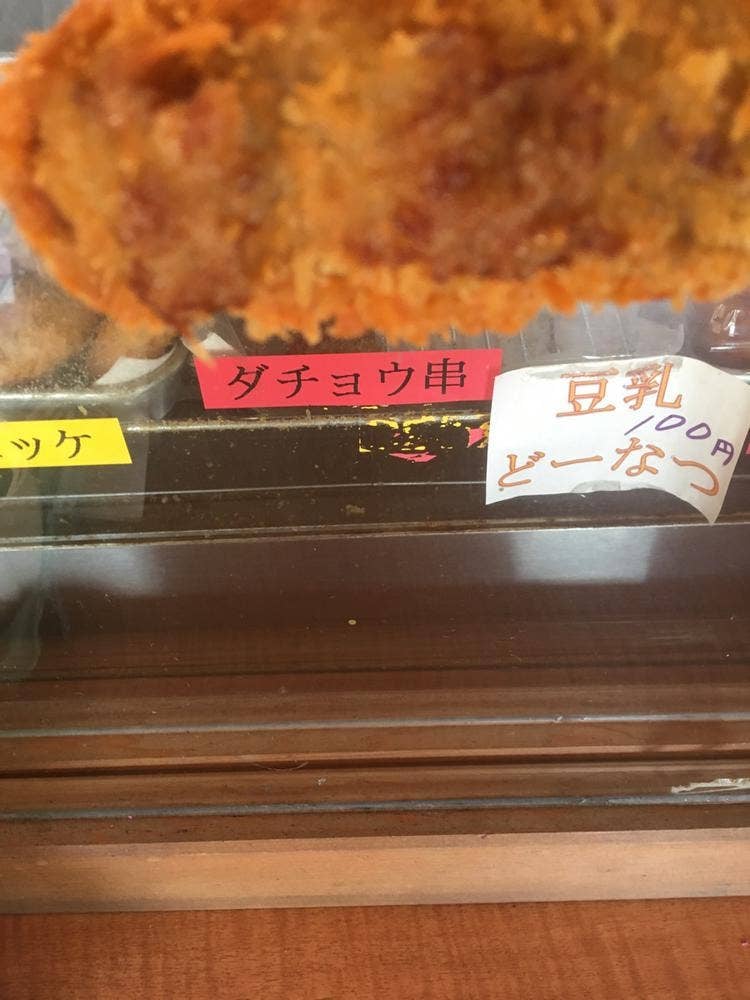 ダチョウ串
ッケ
豆乳
100円
どーなつ